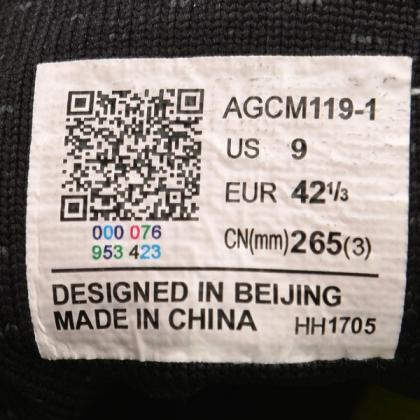 AGCM119-1
US 9
EUR 42¹/₃
000 076
953 423
CN(mm)265(3)
DESIGNED IN BEIJING
MADE IN CHINA HH1705